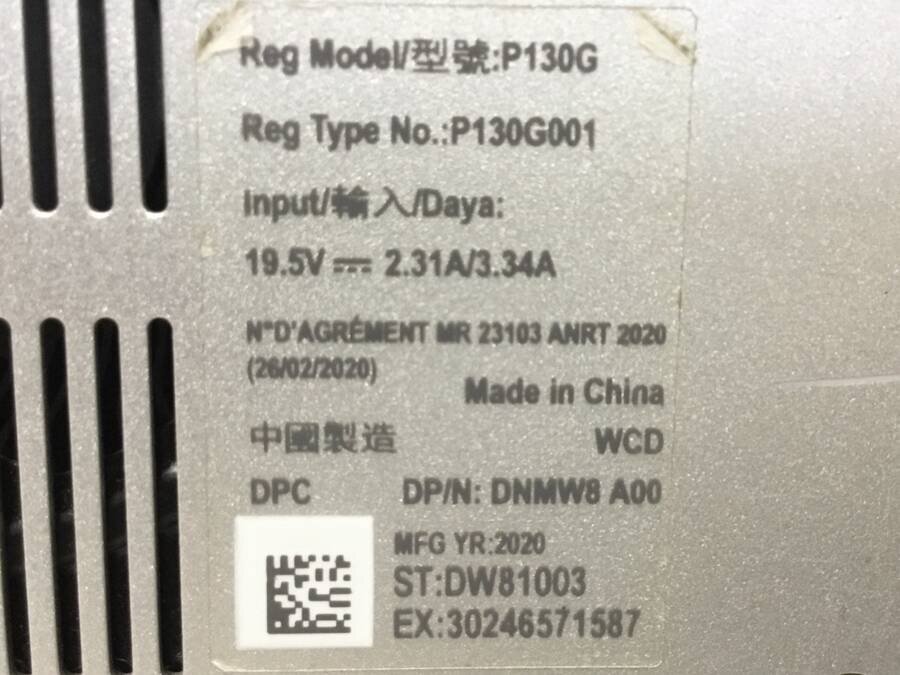 Reg Model/型號:P130G
Reg Type No.:P130G001
Input/輸入/Daya:
19.5V ⎓ 2.31A/3.34A
N°D'AGRÉMENT MR 23103 ANRT 2020
(26/02/2020)
Made in China
中國製造 WCD
DPC DP/N: DNMW8 A00
MFG YR:2020
ST:DW81003
EX:30246571587